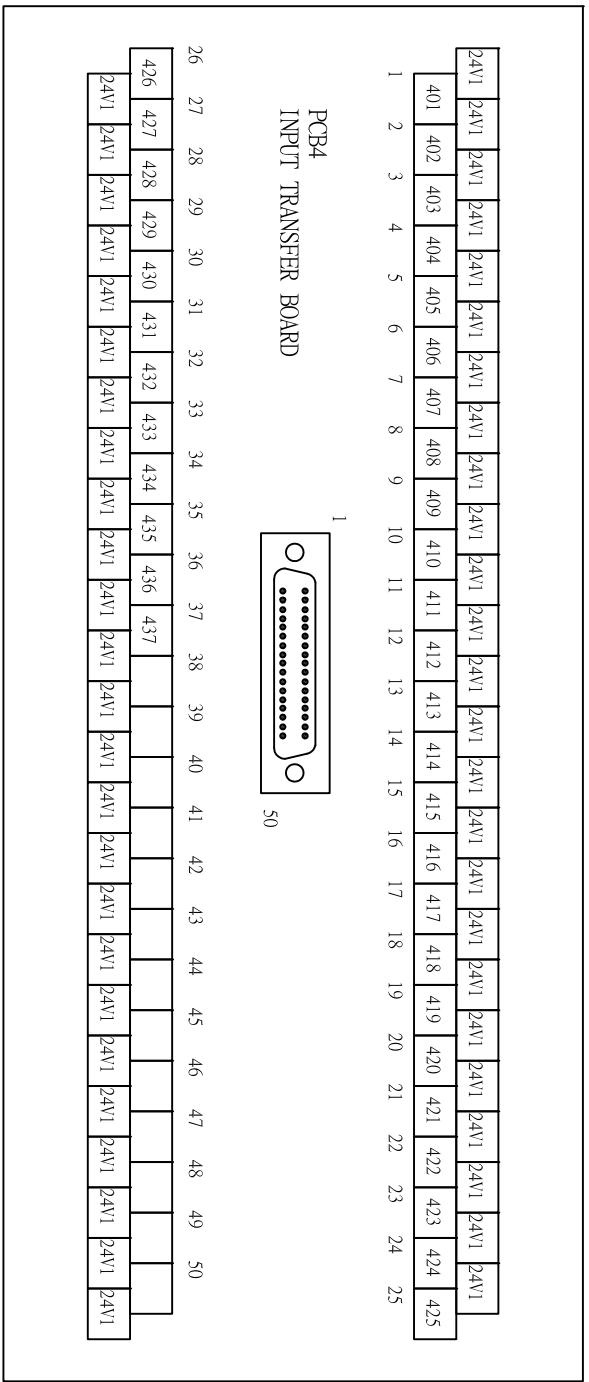 24V1 24V1 24V1 24V1 24V1 24V1 24V1 24V1 24V1 24V1 24V1 24V1 24V1 24V1 24V1 24V1 24V1 24V1 24V1 24V1 24V1 24V1 24V1 24V1 24V1
401 402 403 404 405 406 407 408 409 410 411 412 413 414 415 416 417 418 419 420 421 422 423 424 425
1 2 3 4 5 6 7 8 9 10 11 12 13 14 15 16 17 18 19 20 21 22 23 24 25
PCB4
INPUT TRANSFER BOARD
1
50
26 27 28 29 30 31 32 33 34 35 36 37 38 39 40 41 42 43 44 45 46 47 48 49 50
426 427 428 429 430 431 432 433 434 435 436 437
24V1 24V1 24V1 24V1 24V1 24V1 24V1 24V1 24V1 24V1 24V1 24V1 24V1 24V1 24V1 24V1 24V1 24V1 24V1 24V1 24V1 24V1 24V1 24V1 24V1